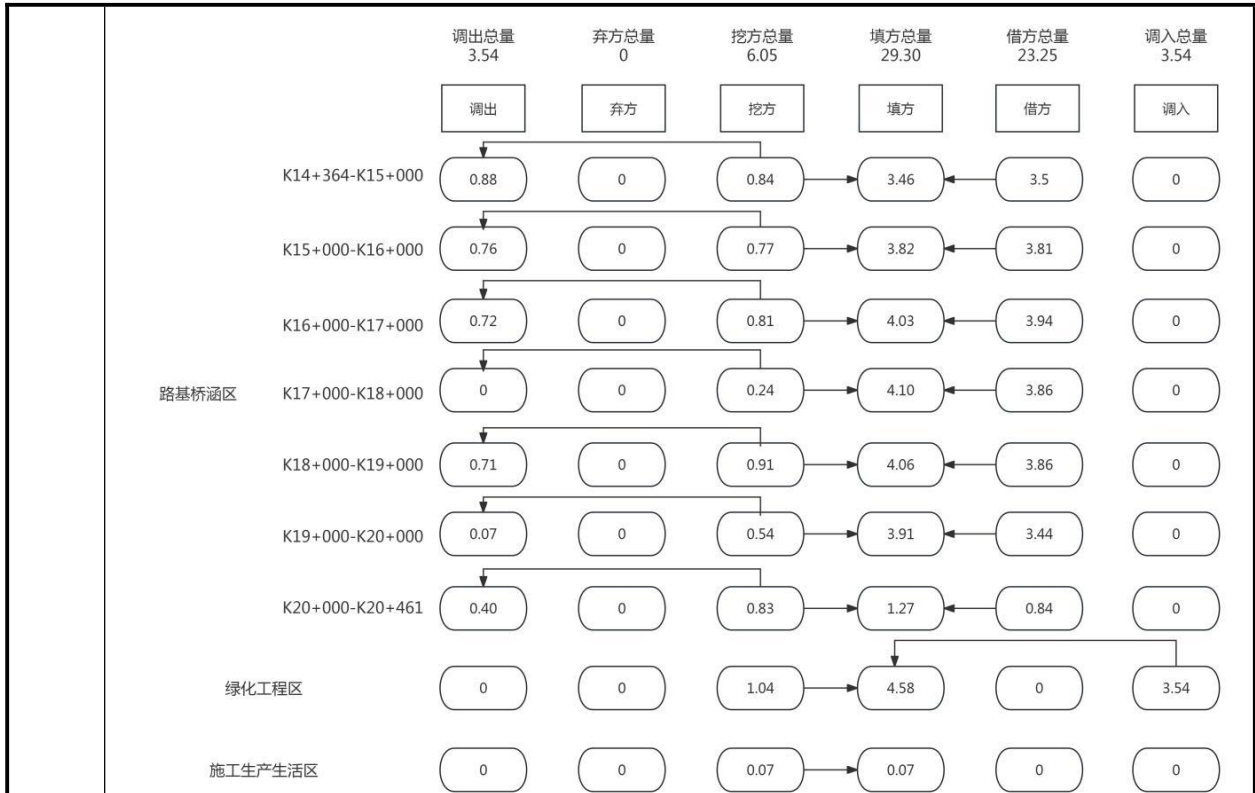 调出总量 弃方总量 挖方总量 填方总量 借方总量 调入总量
3.54 0 6.05 29.30 23.25 3.54
调出 弃方 挖方 填方 借方 调入
K14+364-K15+000 0.88 0 0.84 3.46 3.5 0
K15+000-K16+000 0.76 0 0.77 3.82 3.81 0
K16+000-K17+000 0.72 0 0.81 4.03 3.94 0
路基桥涵区 K17+000-K18+000 0 0 0.24 4.10 3.86 0
K18+000-K19+000 0.71 0 0.91 4.06 3.86 0
K19+000-K20+000 0.07 0 0.54 3.91 3.44 0
K20+000-K20+461 0.40 0 0.83 1.27 0.84 0
绿化工程区 0 0 1.04 4.58 0 3.54
施工生产生活区 0 0 0.07 0.07 0 0